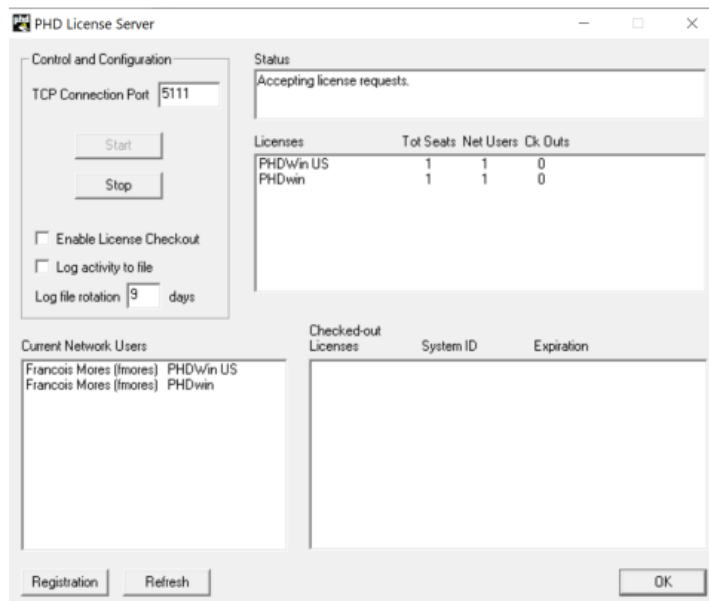 PHD License Server
Control and Configuration
TCP Connection Port 5111
Start
Stop
Enable License Checkout
Log activity to file
Log file rotation 9 days
Status
Accepting license requests.
Licenses Tot Seats Net Users Ck Outs
PHDWin US 1 1 0
PHDwin 1 1 0
Current Network Users
Francois Mores (fmores) PHDWin US
Francois Mores (fmores) PHDwin
Checked-out
Licenses System ID Expiration
Registration Refresh OK